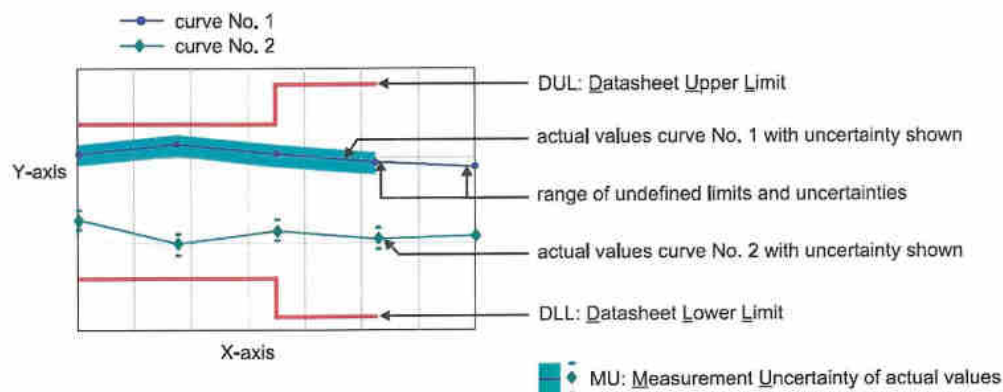 curve No. 1
curve No. 2
DUL: Datasheet Upper Limit
actual values curve No. 1 with uncertainty shown
Y-axis
range of undefined limits and uncertainties
actual values curve No. 2 with uncertainty shown
DLL: Datasheet Lower Limit
X-axis
MU: Measurement Uncertainty of actual values